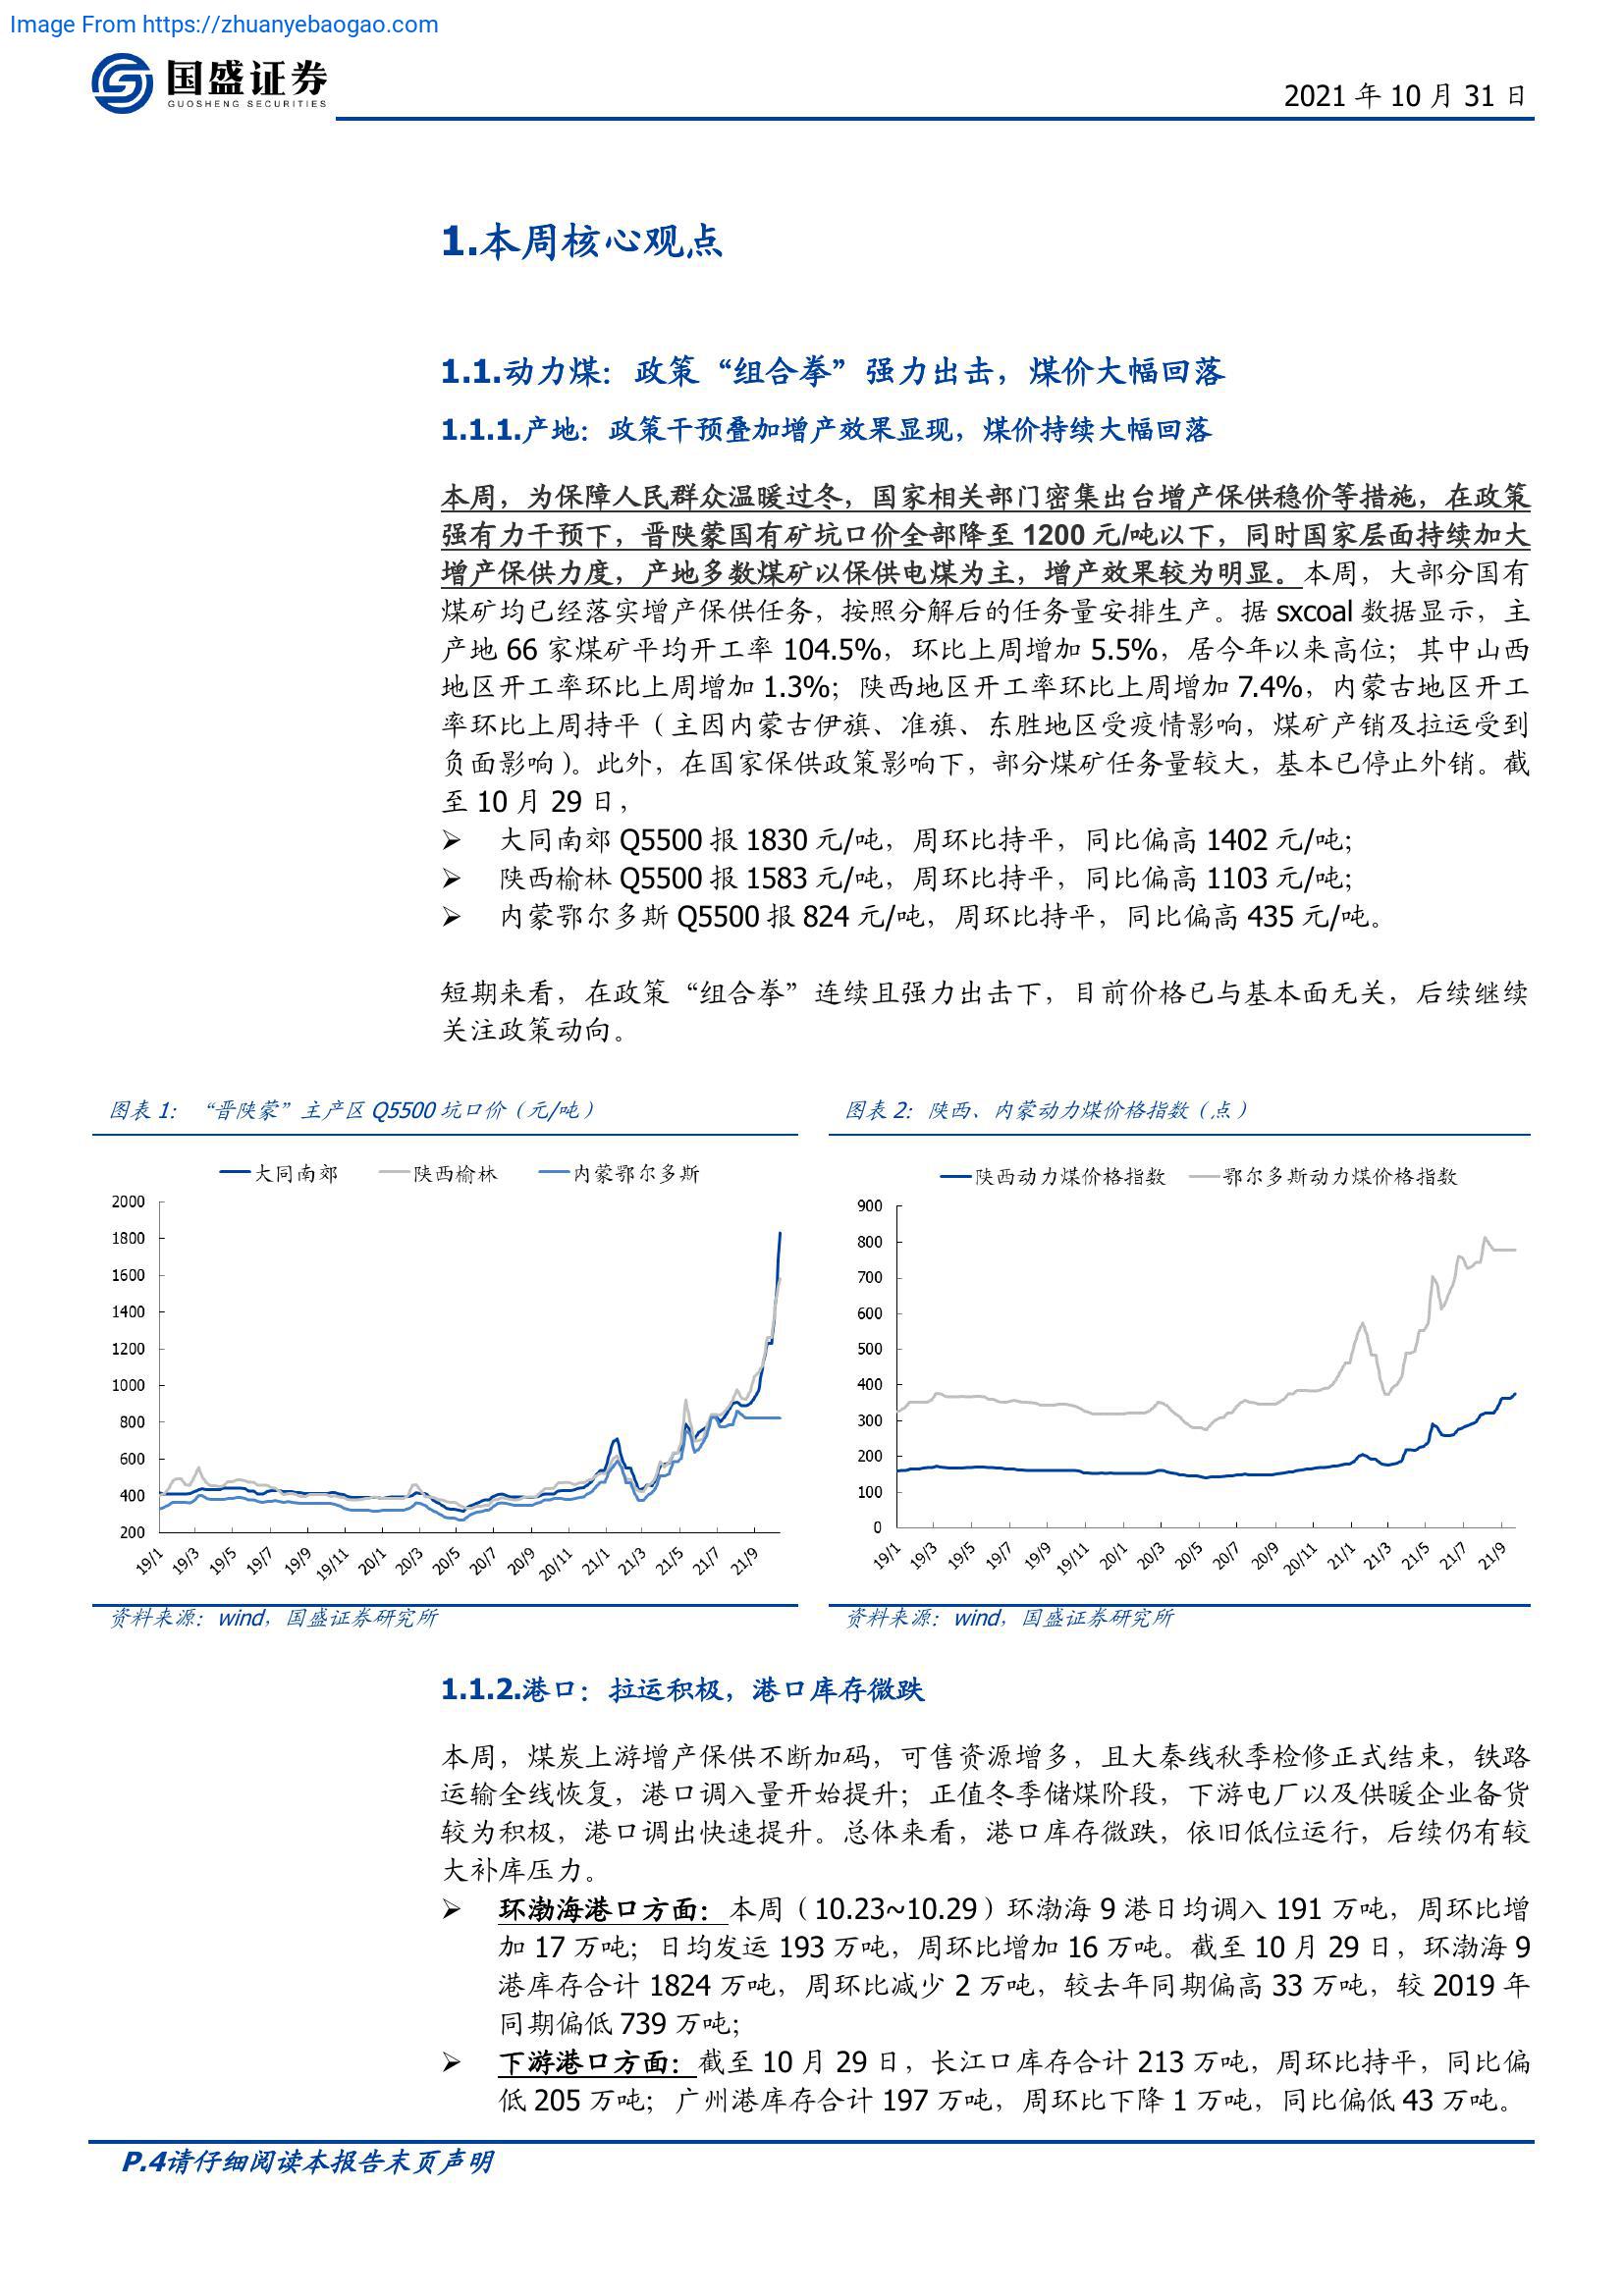 Image From https://zhuanyebaogao.com
国盛证券
GUOSHENG SECURITIES
2021 年 10 月 31 日
1.本周核心观点
1.1.动力煤：政策“组合拳”强力出击，煤价大幅回落
1.1.1.产地：政策干预叠加增产效果显现，煤价持续大幅回落
本周，为保障人民群众温暖过冬，国家相关部门密集出台增产保供稳价等措施，在政策
强有力干预下，晋陕蒙国有矿坑口价全部降至 1200 元/吨以下，同时国家层面持续加大
增产保供力度，产地多数煤矿以保供电煤为主，增产效果较为明显。本周，大部分国有
煤矿均已经落实增产保供任务，按照分解后的任务量安排生产。据 sxcoal 数据显示，主
产地 66 家煤矿平均开工率 104.5%，环比上周增加 5.5%，居今年以来高位；其中山西
地区开工率环比上周增加 1.3%；陕西地区开工率环比上周增加 7.4%，内蒙古地区开工
率环比上周持平（主因内蒙古伊旗、准旗、东胜地区受疫情影响，煤矿产销及拉运受到
负面影响）。此外，在国家保供政策影响下，部分煤矿任务量较大，基本已停止外销。截
至 10 月 29 日，
➢ 大同南郊 Q5500 报 1830 元/吨，周环比持平，同比偏高 1402 元/吨；
➢ 陕西榆林 Q5500 报 1583 元/吨，周环比持平，同比偏高 1103 元/吨；
➢ 内蒙鄂尔多斯 Q5500 报 824 元/吨，周环比持平，同比偏高 435 元/吨。
短期来看，在政策“组合拳”连续且强力出击下，目前价格已与基本面无关，后续继续
关注政策动向。
图表 1： “晋陕蒙”主产区 Q5500 坑口价（元/吨）
大同南郊 陕西榆林 内蒙鄂尔多斯
2000
1800
1600
1400
1200
1000
800
600
400
200
19/1 19/3 19/5 19/7 19/9 19/11 20/1 20/3 20/5 20/7 20/9 20/11 21/1 21/3 21/5 21/7 21/9
资料来源：wind，国盛证券研究所
图表 2：陕西、内蒙动力煤价格指数（点）
陕西动力煤价格指数 鄂尔多斯动力煤价格指数
900
800
700
600
500
400
300
200
100
0
19/1 19/3 19/5 19/7 19/9 19/11 20/1 20/3 20/5 20/7 20/9 20/11 21/1 21/3 21/5 21/7 21/9
资料来源：wind，国盛证券研究所
1.1.2.港口：拉运积极，港口库存微跌
本周，煤炭上游增产保供不断加码，可售资源增多，且大秦线秋季检修正式结束，铁路
运输全线恢复，港口调入量开始提升；正值冬季储煤阶段，下游电厂以及供暖企业备货
较为积极，港口调出快速提升。总体来看，港口库存微跌，依旧低位运行，后续仍有较
大补库压力。
➢ 环渤海港口方面：本周（10.23~10.29）环渤海 9 港日均调入 191 万吨，周环比增
加 17 万吨；日均发运 193 万吨，周环比增加 16 万吨。截至 10 月 29 日，环渤海 9
港库存合计 1824 万吨，周环比减少 2 万吨，较去年同期偏高 33 万吨，较 2019 年
同期偏低 739 万吨；
➢ 下游港口方面：截至 10 月 29 日，长江口库存合计 213 万吨，周环比持平，同比偏
低 205 万吨；广州港库存合计 197 万吨，周环比下降 1 万吨，同比偏低 43 万吨。
P.4请仔细阅读本报告末页声明